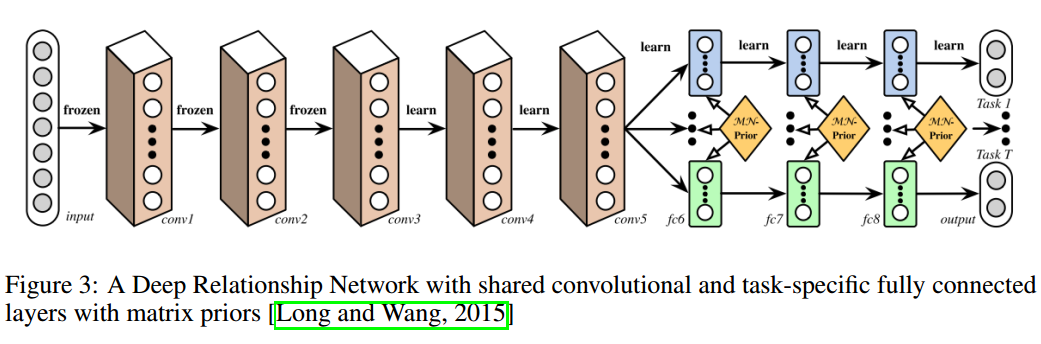 learn learn learn learn
frozen frozen frozen learn learn
MN-
Prior
MN-
Prior
MN-
Prior
Task 1
Task T
input conv1 conv2 conv3 conv4 conv5 fc6 fc7 fc8 output
Figure 3: A Deep Relationship Network with shared convolutional and task-specific fully connected
layers with matrix priors [Long and Wang, 2015]